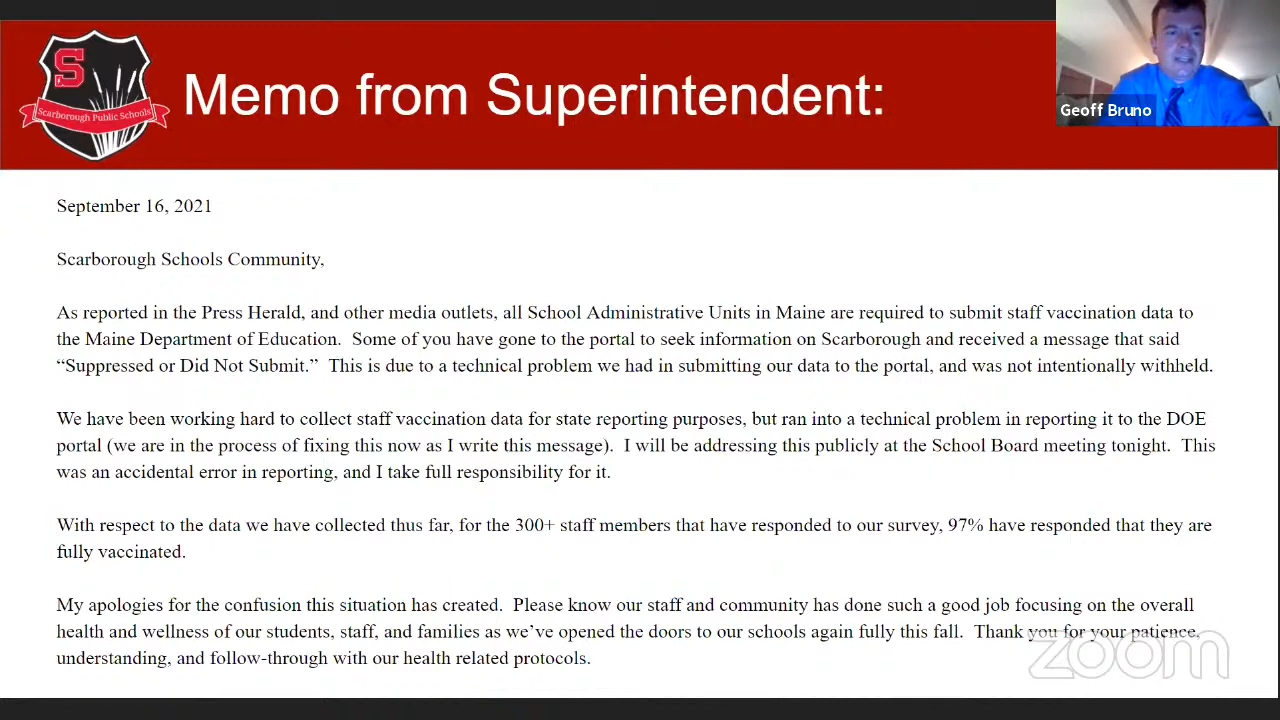 S
Scarborough Public Schools
Memo from Superintendent:
Geoff Bruno
September 16, 2021
Scarborough Schools Community,
As reported in the Press Herald, and other media outlets, all School Administrative Units in Maine are required to submit staff vaccination data to
the Maine Department of Education.  Some of you have gone to the portal to seek information on Scarborough and received a message that said
“Suppressed or Did Not Submit.”  This is due to a technical problem we had in submitting our data to the portal, and was not intentionally withheld.
We have been working hard to collect staff vaccination data for state reporting purposes, but ran into a technical problem in reporting it to the DOE
portal (we are in the process of fixing this now as I write this message).  I will be addressing this publicly at the School Board meeting tonight.  This
was an accidental error in reporting, and I take full responsibility for it.
With respect to the data we have collected thus far, for the 300+ staff members that have responded to our survey, 97% have responded that they are
fully vaccinated.
My apologies for the confusion this situation has created.  Please know our staff and community has done such a good job focusing on the overall
health and wellness of our students, staff, and families as we’ve opened the doors to our schools again fully this fall.  Thank you for your patience,
understanding, and follow-through with our health related protocols.
zoom